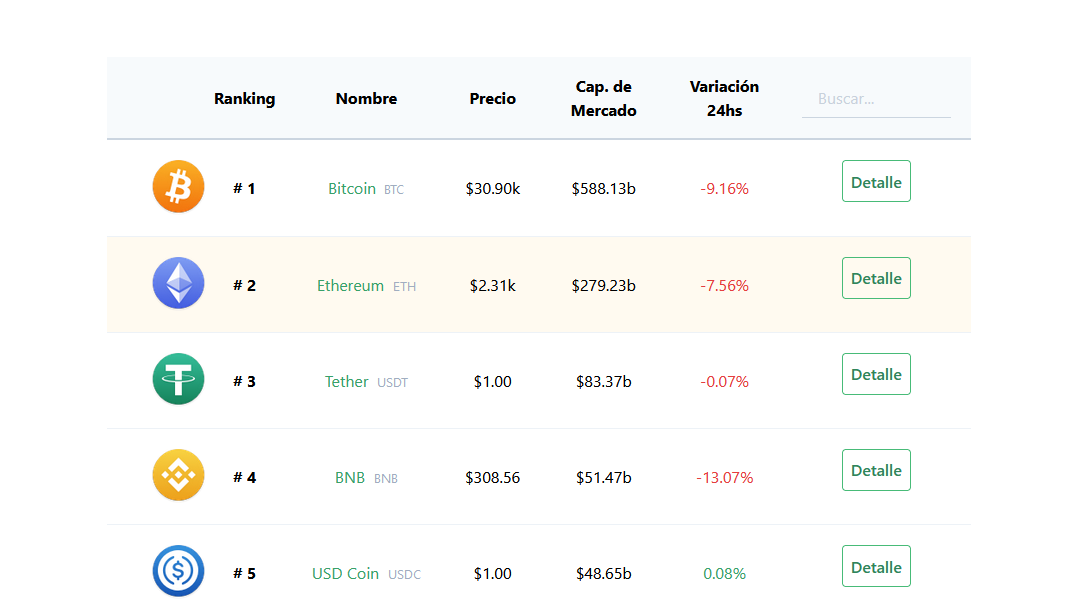 Ranking Nombre Precio Cap. de Mercado Variación 24hs Buscar...
# 1 Bitcoin BTC $30.90k $588.13b -9.16% Detalle
# 2 Ethereum ETH $2.31k $279.23b -7.56% Detalle
# 3 Tether USDT $1.00 $83.37b -0.07% Detalle
# 4 BNB BNB $308.56 $51.47b -13.07% Detalle
# 5 USD Coin USDC $1.00 $48.65b 0.08% Detalle